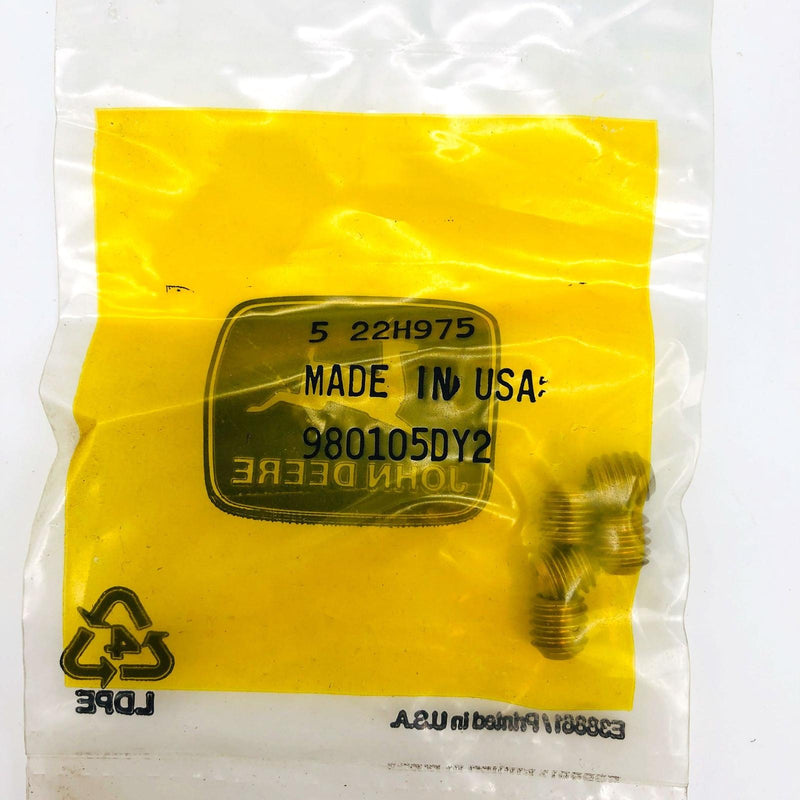 5 22H975
MADE IN USA
980105DY2
JOHN DEERE
4
LDPE
E38861 / Printed in U.S.A.